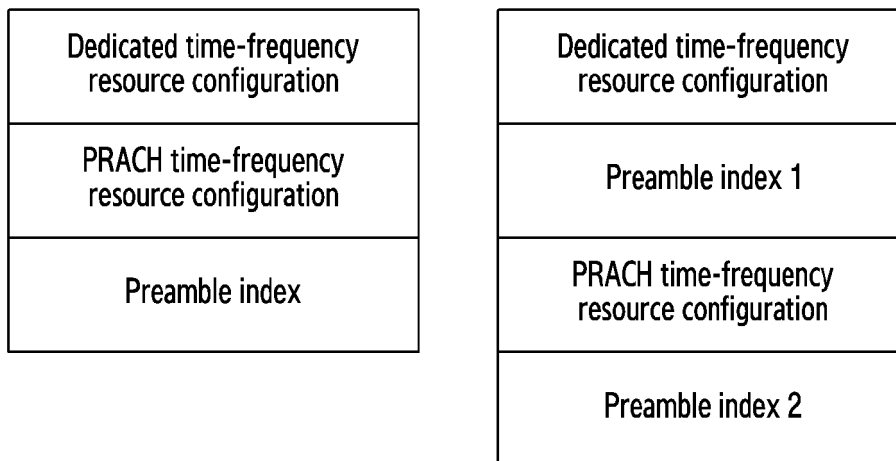 Dedicated time-frequency
resource configuration
PRACH time-frequency
resource configuration
Preamble index
Dedicated time-frequency
resource configuration
Preamble index 1
PRACH time-frequency
resource configuration
Preamble index 2